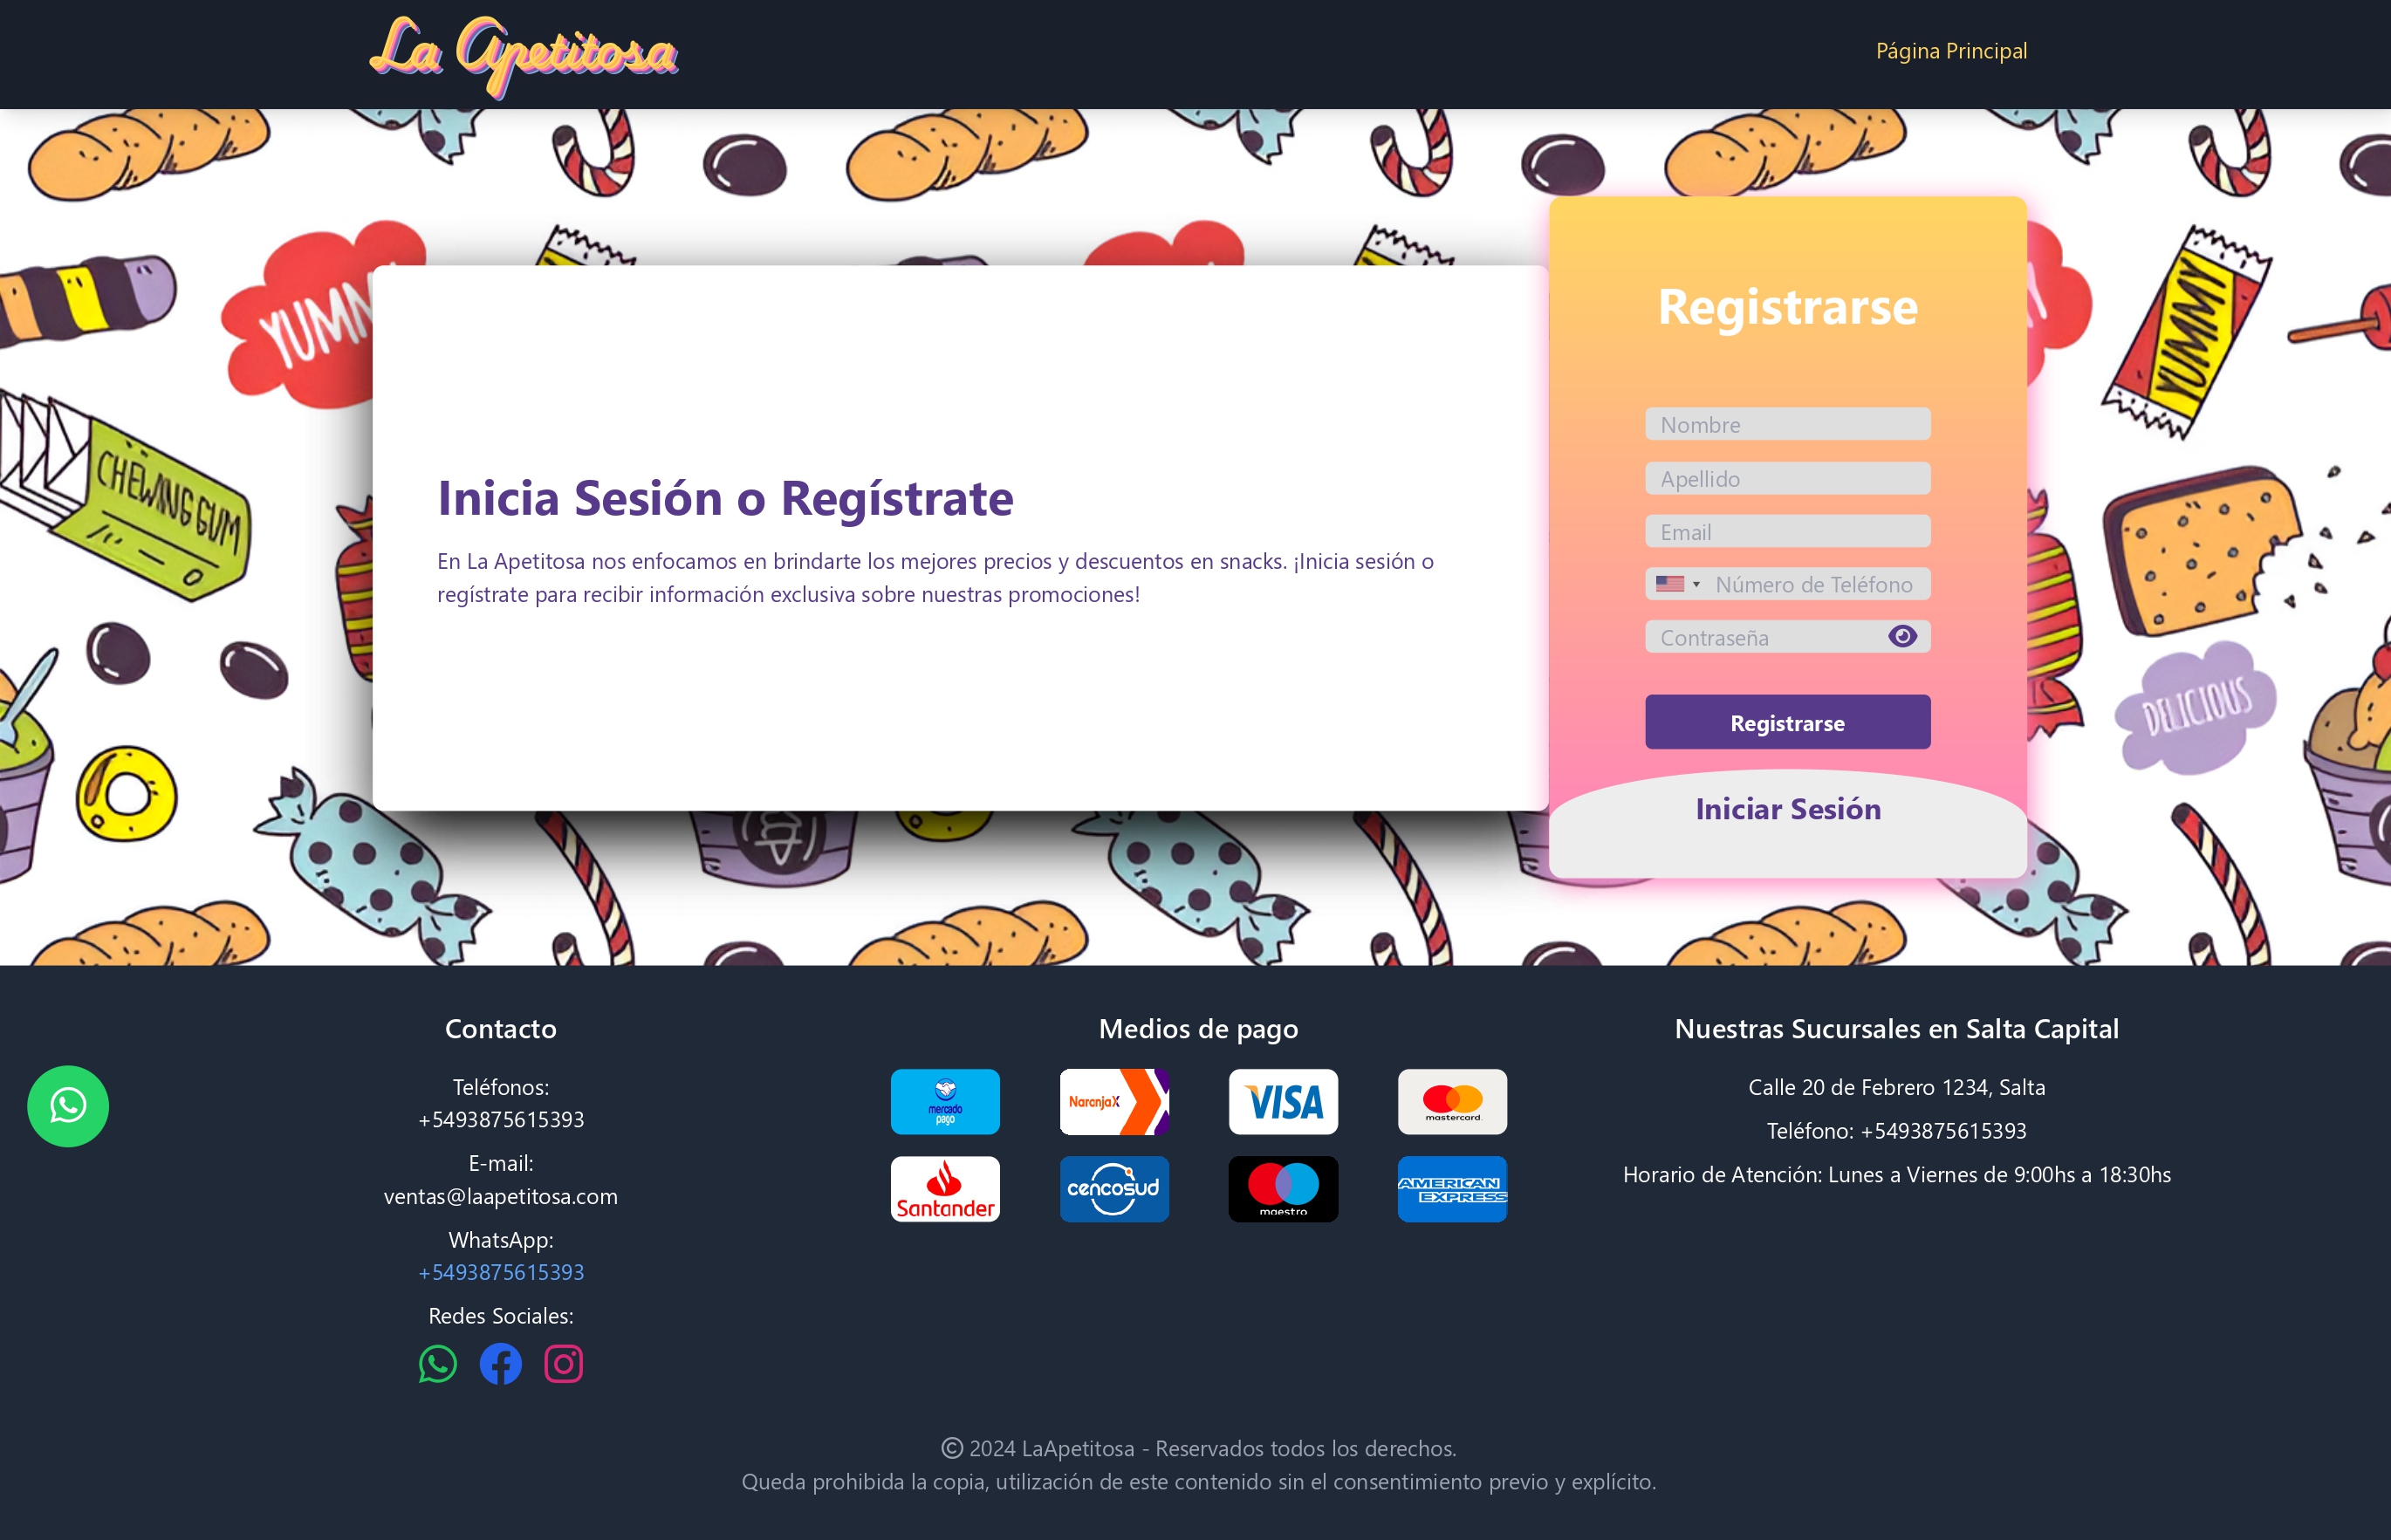 La Apetitosa
Página Principal
YUMM
YUMMY
CHEWING GUM
DELICIOUS
Registrarse
Nombre
Apellido
Email
Número de Teléfono
Contraseña
Registrarse
Iniciar Sesión
Inicia Sesión o Regístrate
En La Apetitosa nos enfocamos en brindarte los mejores precios y descuentos en snacks. ¡Inicia sesión o
regístrate para recibir información exclusiva sobre nuestras promociones!
Contacto
Teléfonos:
+5493875615393
E-mail:
ventas@laapetitosa.com
WhatsApp:
+5493875615393
Redes Sociales:
Medios de pago
mercado
pago
NaranjaX
VISA
mastercard.
Santander
cencosud
maestro
AMERICAN
EXPRESS
Nuestras Sucursales en Salta Capital
Calle 20 de Febrero 1234, Salta
Teléfono: +5493875615393
Horario de Atención: Lunes a Viernes de 9:00hs a 18:30hs
© 2024 LaApetitosa - Reservados todos los derechos.
Queda prohibida la copia, utilización de este contenido sin el consentimiento previo y explícito.